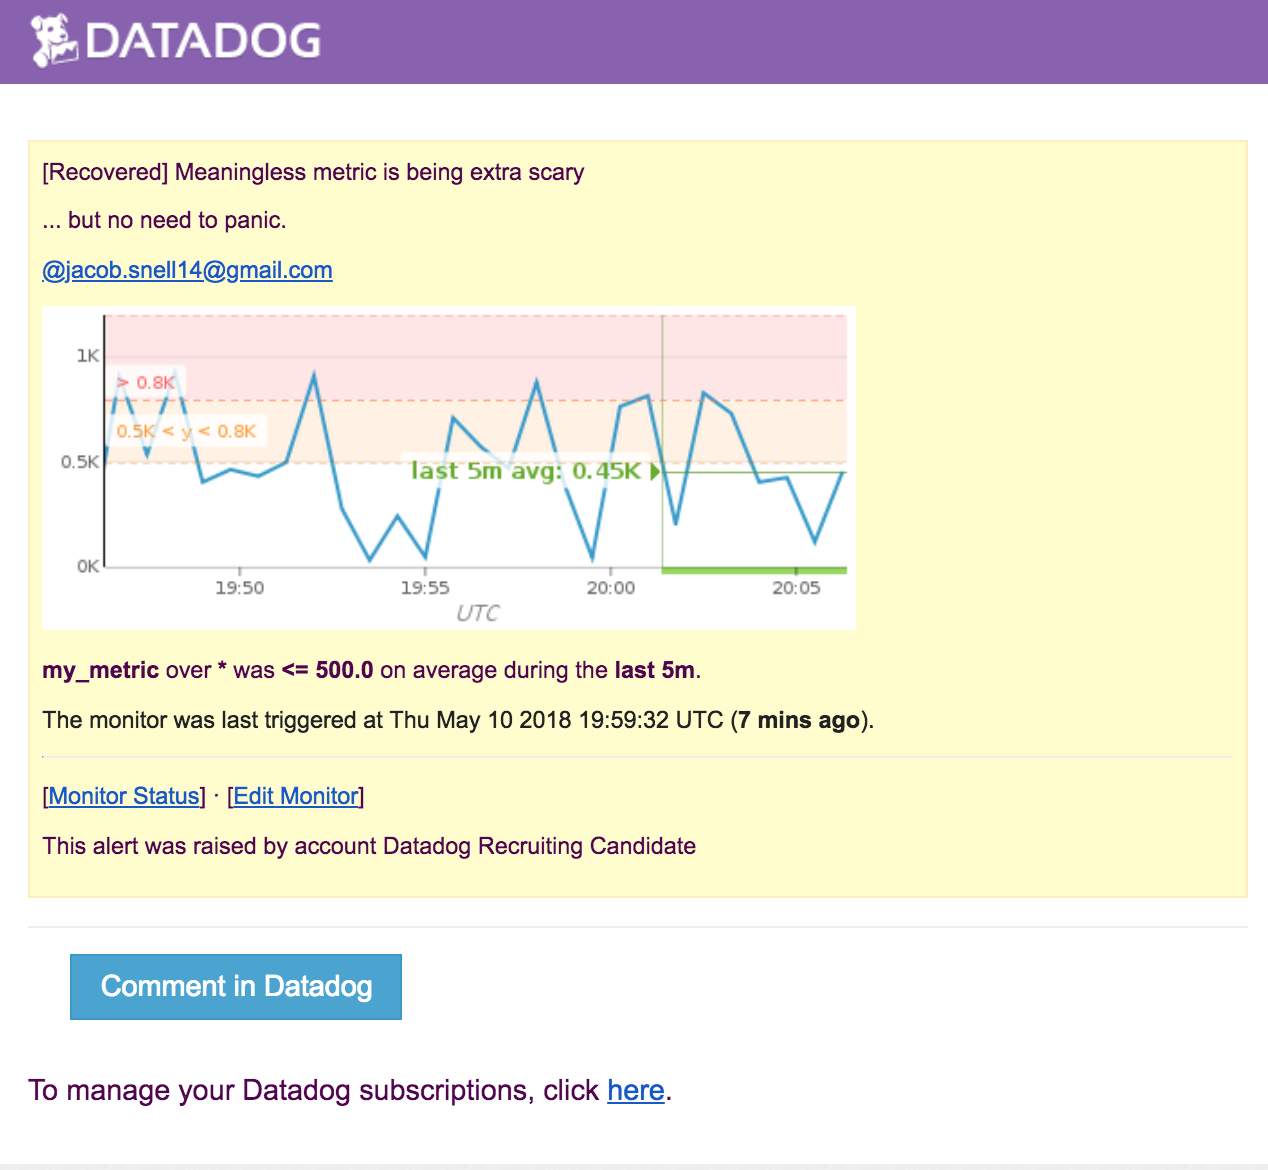 DATADOG
[Recovered] Meaningless metric is being extra scary
... but no need to panic.
@jacob.snell14@gmail.com
1K
> 0.8K
0.5K < y < 0.8K
0.5K
last 5m avg: 0.45K
0K
19:50 19:55 20:00 20:05
UTC
my_metric over * was <= 500.0 on average during the last 5m.
The monitor was last triggered at Thu May 10 2018 19:59:32 UTC (7 mins ago).
[Monitor Status] · [Edit Monitor]
This alert was raised by account Datadog Recruiting Candidate
Comment in Datadog
To manage your Datadog subscriptions, click here.